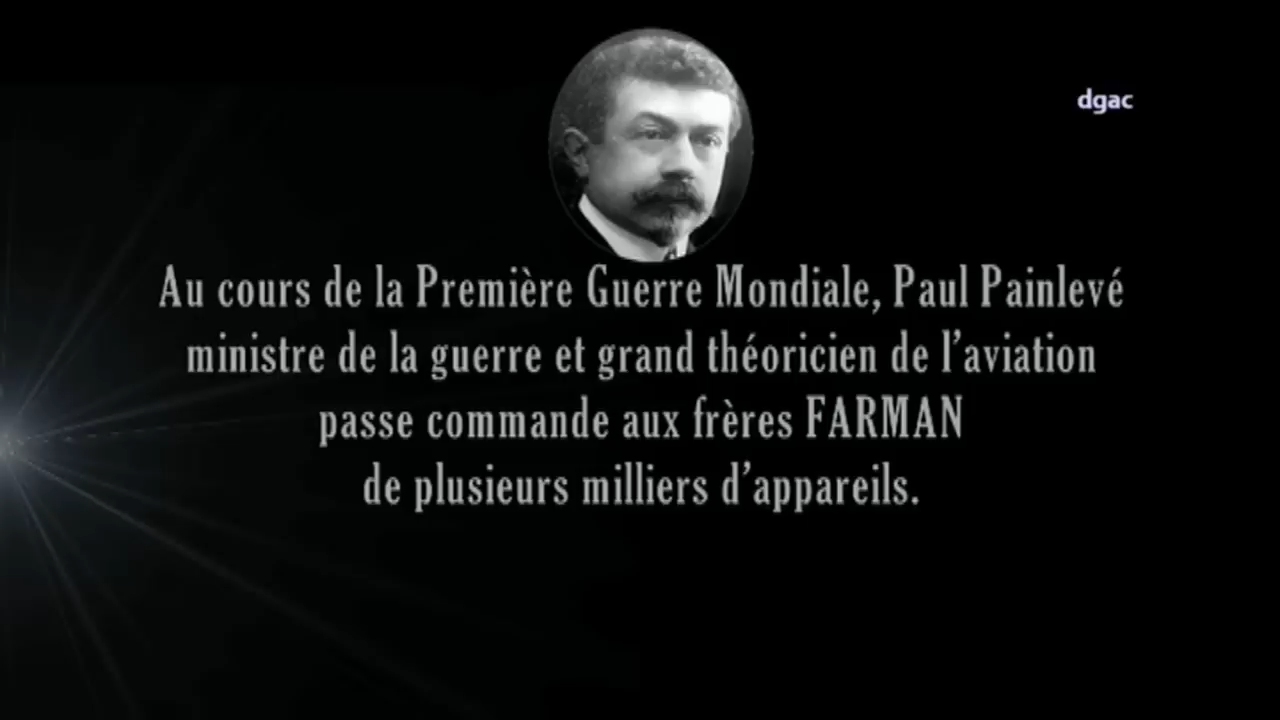 dgac
Au cours de la Première Guerre Mondiale, Paul Painlevé
ministre de la guerre et grand théoricien de l'aviation
passe commande aux frères FARMAN
de plusieurs milliers d'appareils.